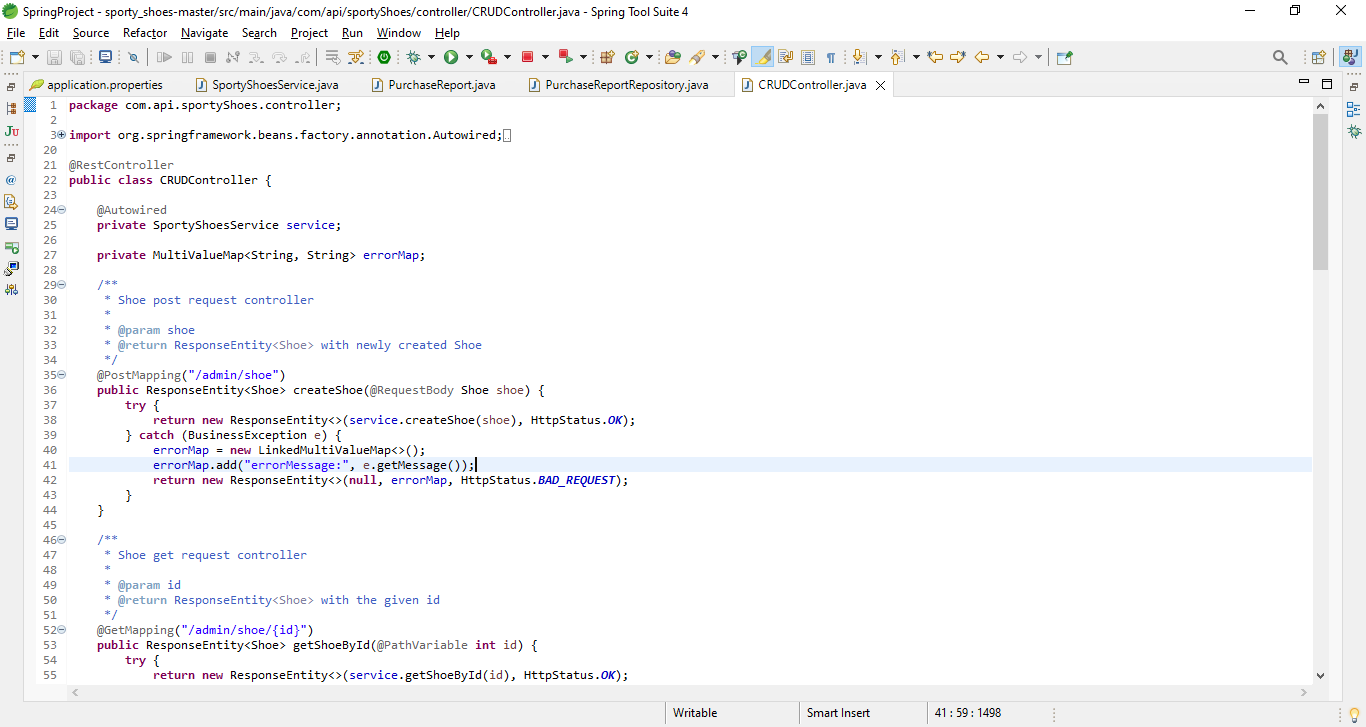 SpringProject - sporty_shoes-master/src/main/java/com/api/sportyShoes/controller/CRUDController.java - Spring Tool Suite 4
File Edit Source Refactor Navigate Search Project Run Window Help
application.properties SportyShoesService.java PurchaseReport.java PurchaseReportRepository.java CRUDController.java
1 package com.api.sportyShoes.controller;
2
3 import org.springframework.beans.factory.annotation.Autowired;
20
21 @RestController
22 public class CRUDController {
23
24     @Autowired
25     private SportyShoesService service;
26
27     private MultiValueMap<String, String> errorMap;
28
29     /**
30      * Shoe post request controller
31      *
32      * @param shoe
33      * @return ResponseEntity<Shoe> with newly created Shoe
34      */
35     @PostMapping("/admin/shoe")
36     public ResponseEntity<Shoe> createShoe(@RequestBody Shoe shoe) {
37         try {
38             return new ResponseEntity<>(service.createShoe(shoe), HttpStatus.OK);
39         } catch (BusinessException e) {
40             errorMap = new LinkedMultiValueMap<>();
41             errorMap.add("errorMessage:", e.getMessage());
42             return new ResponseEntity<>(null, errorMap, HttpStatus.BAD_REQUEST);
43         }
44     }
45
46     /**
47      * Shoe get request controller
48      *
49      * @param id
50      * @return ResponseEntity<Shoe> with the given id
51      */
52     @GetMapping("/admin/shoe/{id}")
53     public ResponseEntity<Shoe> getShoeById(@PathVariable int id) {
54         try {
55             return new ResponseEntity<>(service.getShoeById(id), HttpStatus.OK);
Writable Smart Insert 41 : 59 : 1498